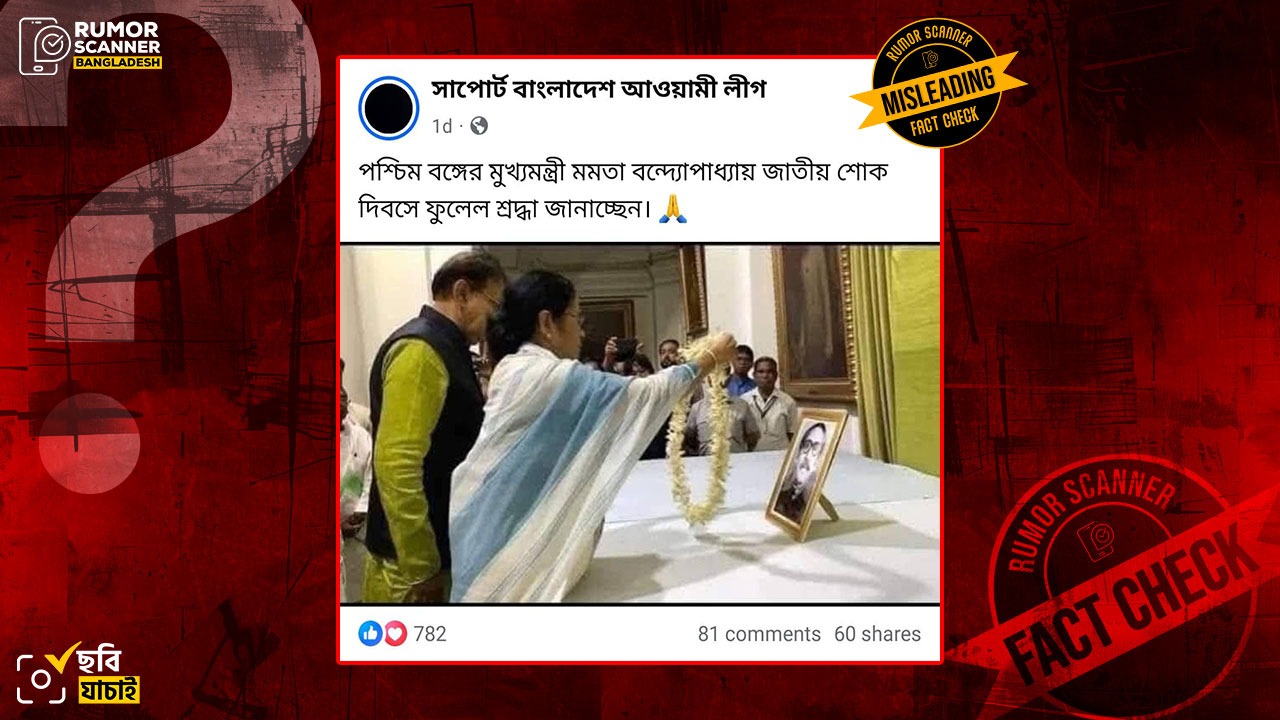 RUMOR
SCANNER
BANGLADESH
RUMOR SCANNER
MISLEADING
FACT CHECK
সাপোর্ট বাংলাদেশ আওয়ামী লীগ
1d ·
পশ্চিম বঙ্গের মুখ্যমন্ত্রী মমতা বন্দ্যোপাধ্যায় জাতীয় শোক
দিবসে ফুলেল শ্রদ্ধা জানাচ্ছেন। 🙏
782
81 comments 60 shares
RUMOR SCANNER
FACT CHECK
ছবি
যাচাই